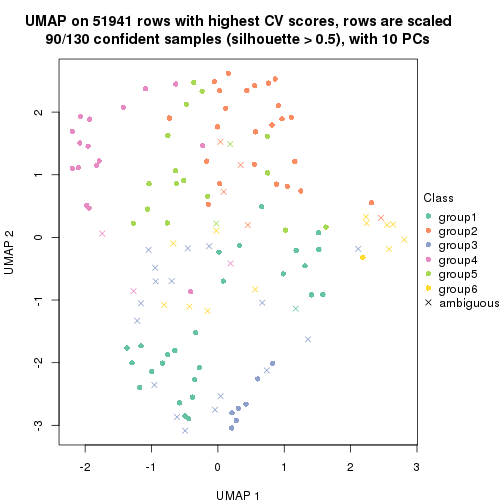 UMAP on 51941 rows with highest CV scores, rows are scaled
90/130 confident samples (silhouette > 0.5), with 10 PCs
UMAP 2
2
1
0
-1
-2
-3
-2
-1
0
1
2
3
UMAP 1
Class
group1
group2
group3
group4
group5
group6
ambiguous